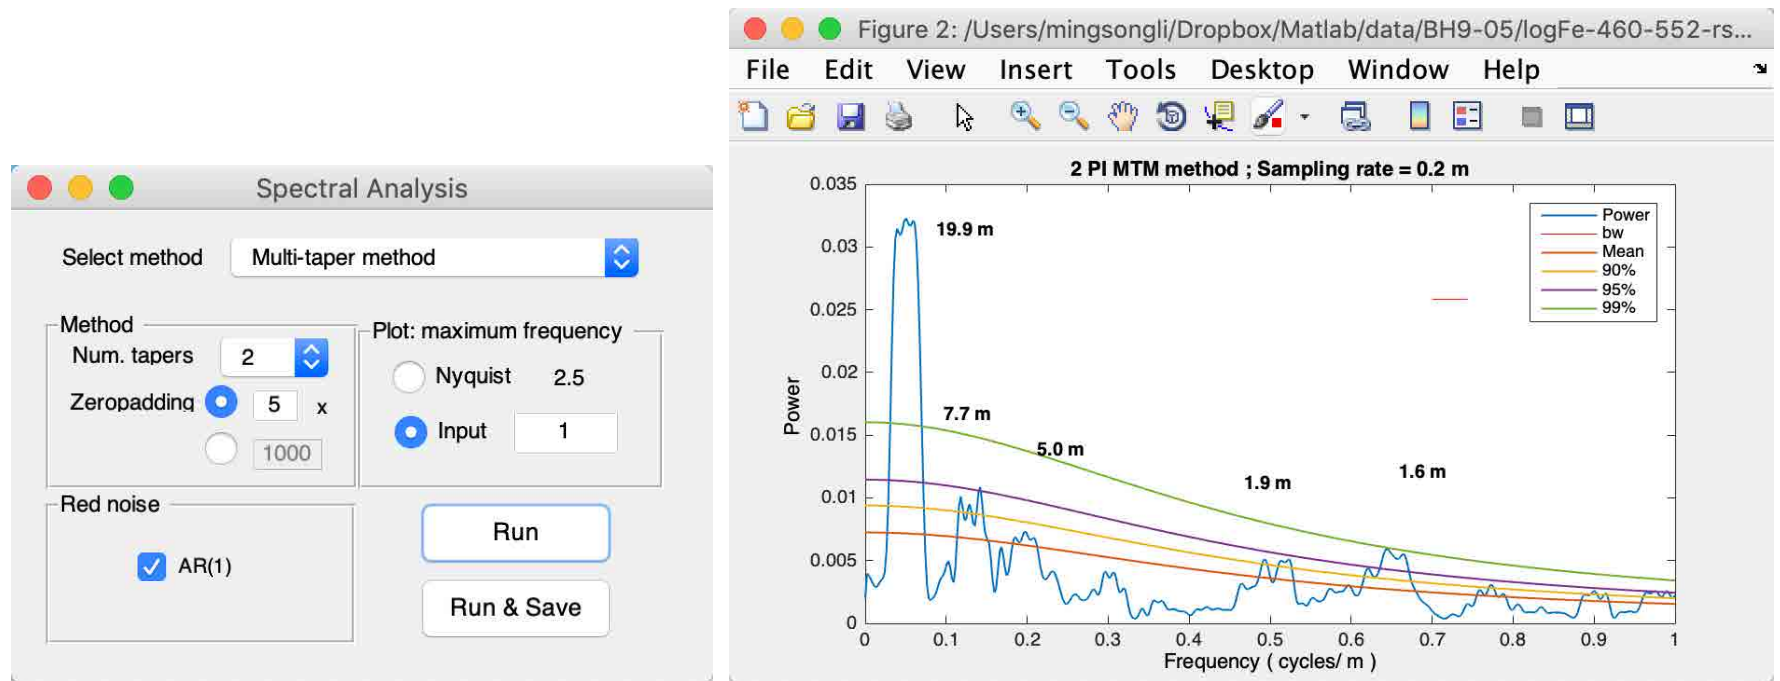 Spectral Analysis
Select method Multi-taper method
Method
Num. tapers 2
Zeropadding 5 x
1000
Plot: maximum frequency
Nyquist 2.5
Input 1
Red noise
AR(1)
Run
Run & Save
Figure 2: /Users/mingsongli/Dropbox/Matlab/data/BH9-05/logFe-460-552-rs...
File Edit View Insert Tools Desktop Window Help
2 PI MTM method ; Sampling rate = 0.2 m
0.035
0.03
0.025
0.02
0.015
0.01
0.005
0
Power
19.9 m
7.7 m
5.0 m
1.9 m
1.6 m
Power
bw
Mean
90%
95%
99%
0 0.1 0.2 0.3 0.4 0.5 0.6 0.7 0.8 0.9 1
Frequency ( cycles/ m )